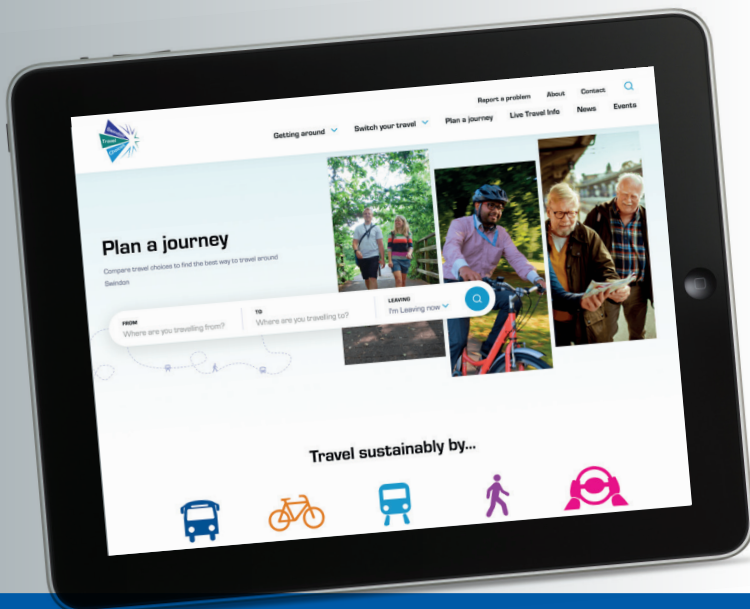 Travel
Report a problem About Contact
Getting around Switch your travel Plan a journey Live Travel Info News Events
Plan a journey
Compare travel choices to find the best way to travel around
Swindon
FROM
Where are you travelling from?
TO
Where are you travelling to?
LEAVING
I'm Leaving now
Travel sustainably by...